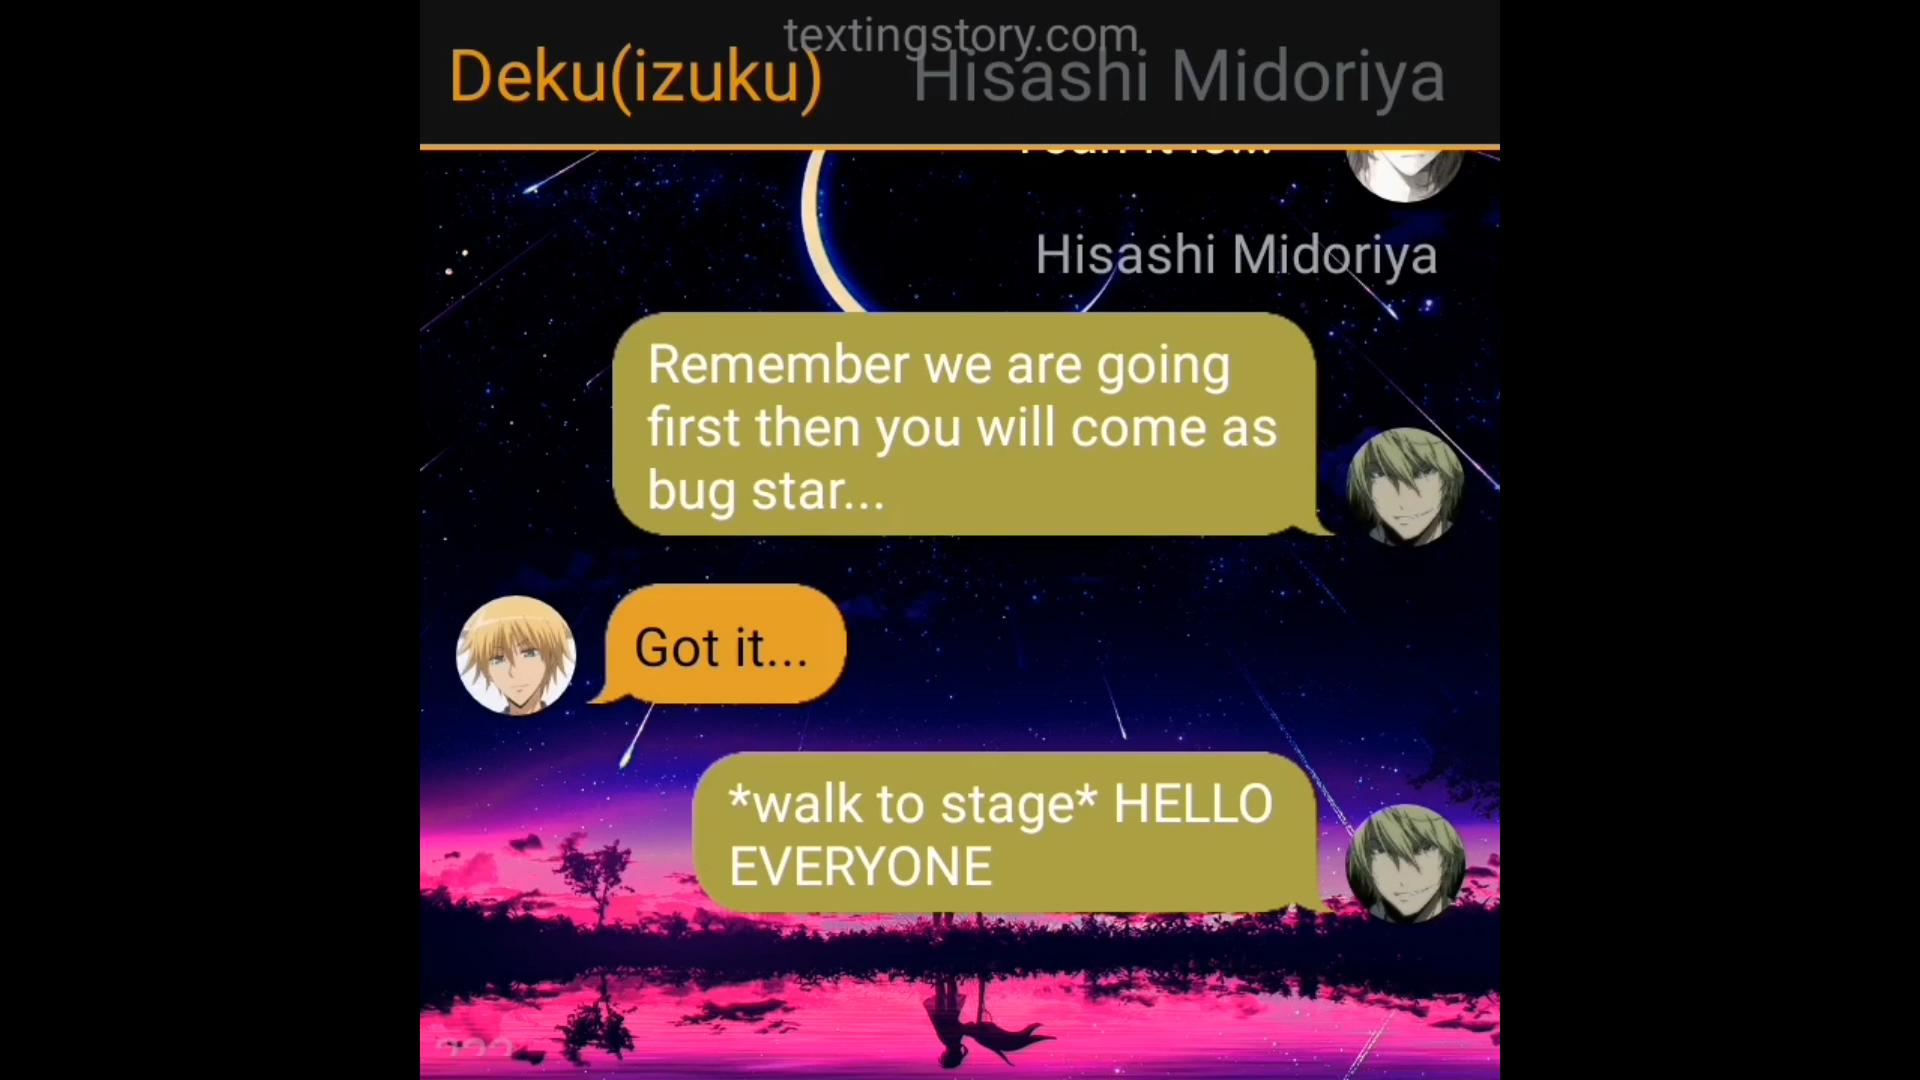 textingstory.com
Deku(izuku) Hisashi Midoriya
Hisashi Midoriya
Remember we are going
first then you will come as
bug star...
Got it...
*walk to stage* HELLO
EVERYONE